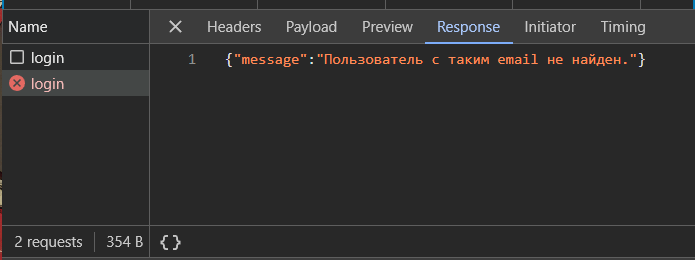 Name
Headers Payload Preview Response Initiator Timing
login
1 {"message":"Пользователь с таким email не найден."}
login
2 requests 354 B {}